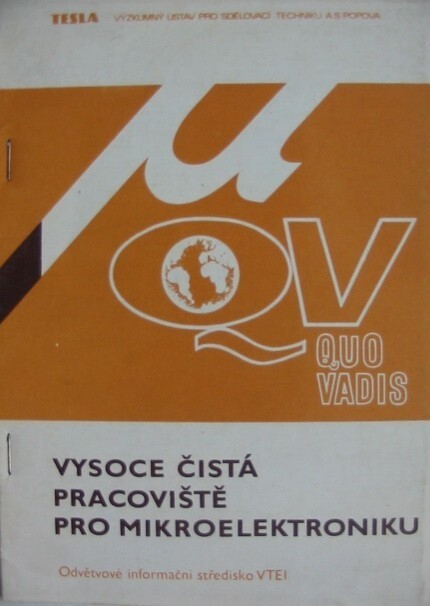 TESLA VÝZKUMNÝ ÚSTAV PRO SDĚLOVACÍ TECHNIKU A.S. POPOVA
µ
QV
QUO
VADIS
VYSOCE ČISTÁ
PRACOVIŠTĚ
PRO MIKROELEKTRONIKU
Odvětvové informační středisko VTEI